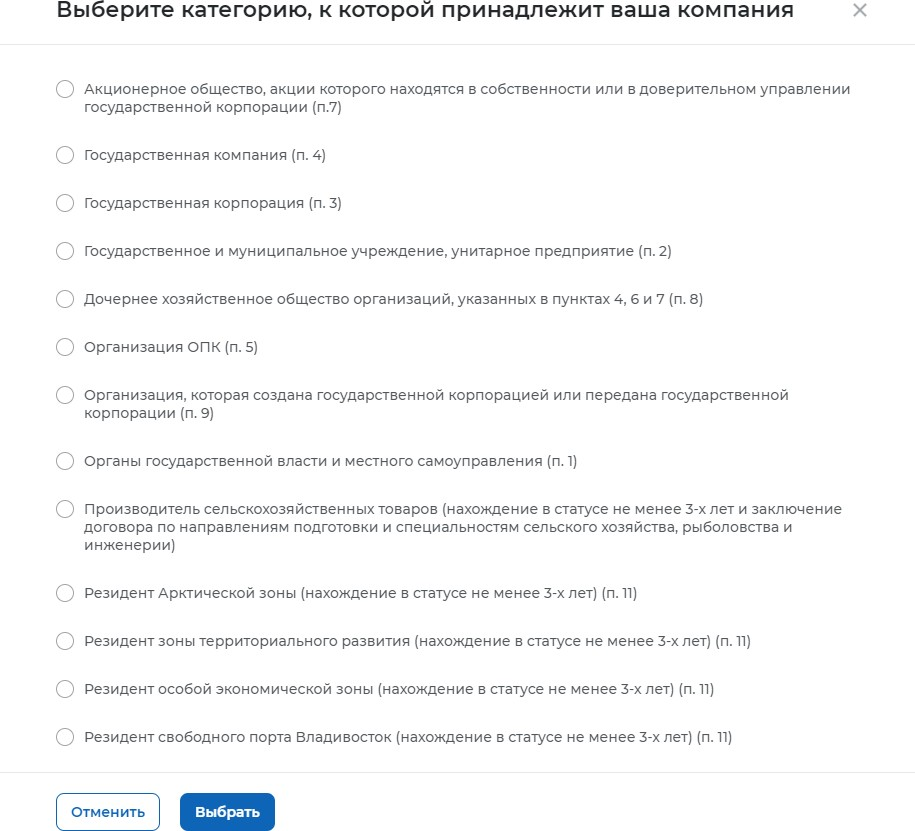 Выберите категорию, к которой принадлежит ваша компания
Акционерное общество, акции которого находятся в собственности или в доверительном управлении
государственной корпорации (п.7)
Государственная компания (п. 4)
Государственная корпорация (п. 3)
Государственное и муниципальное учреждение, унитарное предприятие (п. 2)
Дочернее хозяйственное общество организаций, указанных в пунктах 4, 6 и 7 (п. 8)
Организация ОПК (п. 5)
Организация, которая создана государственной корпорацией или передана государственной
корпорации (п. 9)
Органы государственной власти и местного самоуправления (п. 1)
Производитель сельскохозяйственных товаров (нахождение в статусе не менее 3-х лет и заключение
договора по направлениям подготовки и специальностям сельского хозяйства, рыболовства и
инженерии)
Резидент Арктической зоны (нахождение в статусе не менее 3-х лет) (п. 11)
Резидент зоны территориального развития (нахождение в статусе не менее 3-х лет) (п. 11)
Резидент особой экономической зоны (нахождение в статусе не менее 3-х лет) (п. 11)
Резидент свободного порта Владивосток (нахождение в статусе не менее 3-х лет) (п. 11)
Отменить
Выбрать